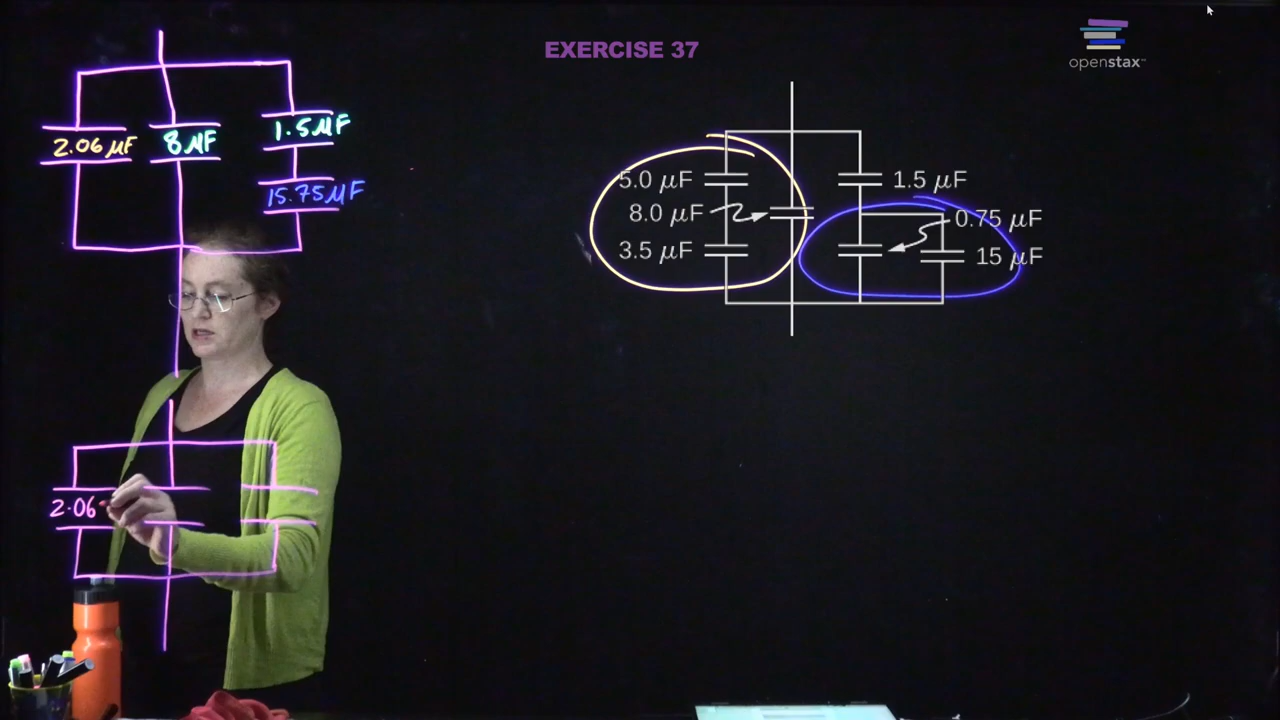 EXERCISE 37
openstax™
2.06 μF
8 μF
1.5 μF
15.75 μF
5.0 μF
1.5 μF
8.0 μF
0.75 μF
3.5 μF
15 μF
2.06